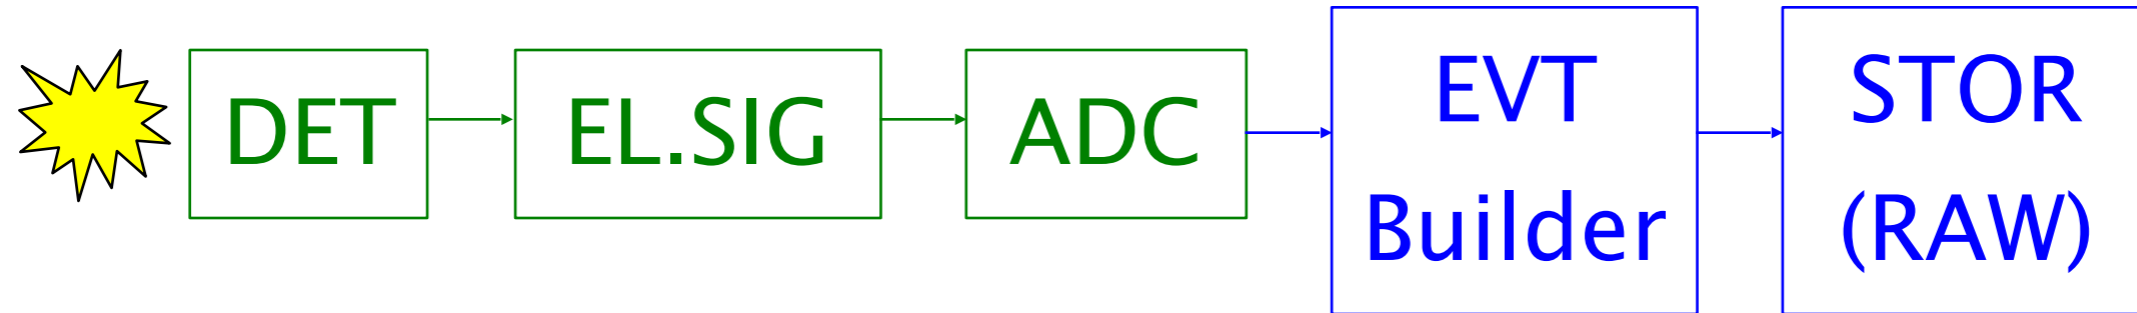 DET
EL.SIG
ADC
EVT
Builder
STOR
(RAW)